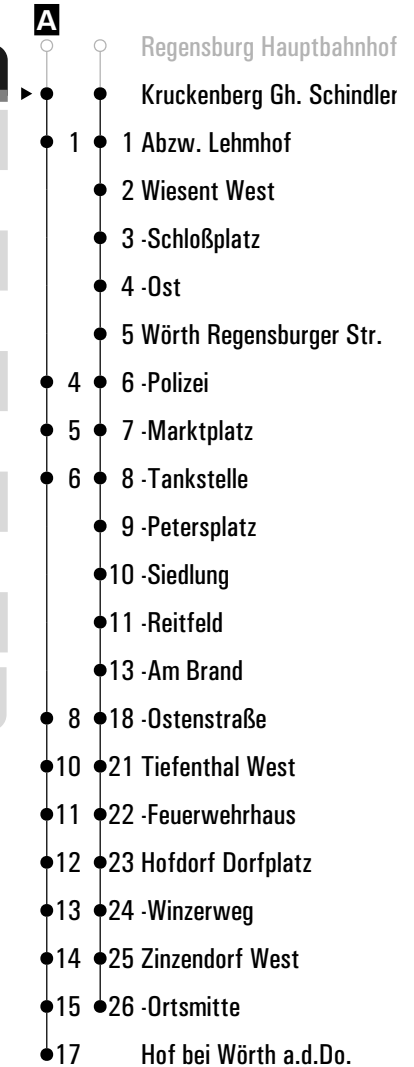 A
Regensburg Hauptbahnhof
Kruckenberg Gh. Schindler
1 1 Abzw. Lehmhof
2 Wiesent West
3 -Schloßplatz
4 -Ost
5 Wörth Regensburger Str.
4 6 -Polizei
5 7 -Marktplatz
6 8 -Tankstelle
9 -Petersplatz
10 -Siedlung
11 -Reitfeld
13 -Am Brand
8 18 -Ostenstraße
10 21 Tiefenthal West
11 22 -Feuerwehrhaus
12 23 Hofdorf Dorfplatz
13 24 -Winzerweg
14 25 Zinzendorf West
15 26 -Ortsmitte
17 Hof bei Wörth a.d.Do.